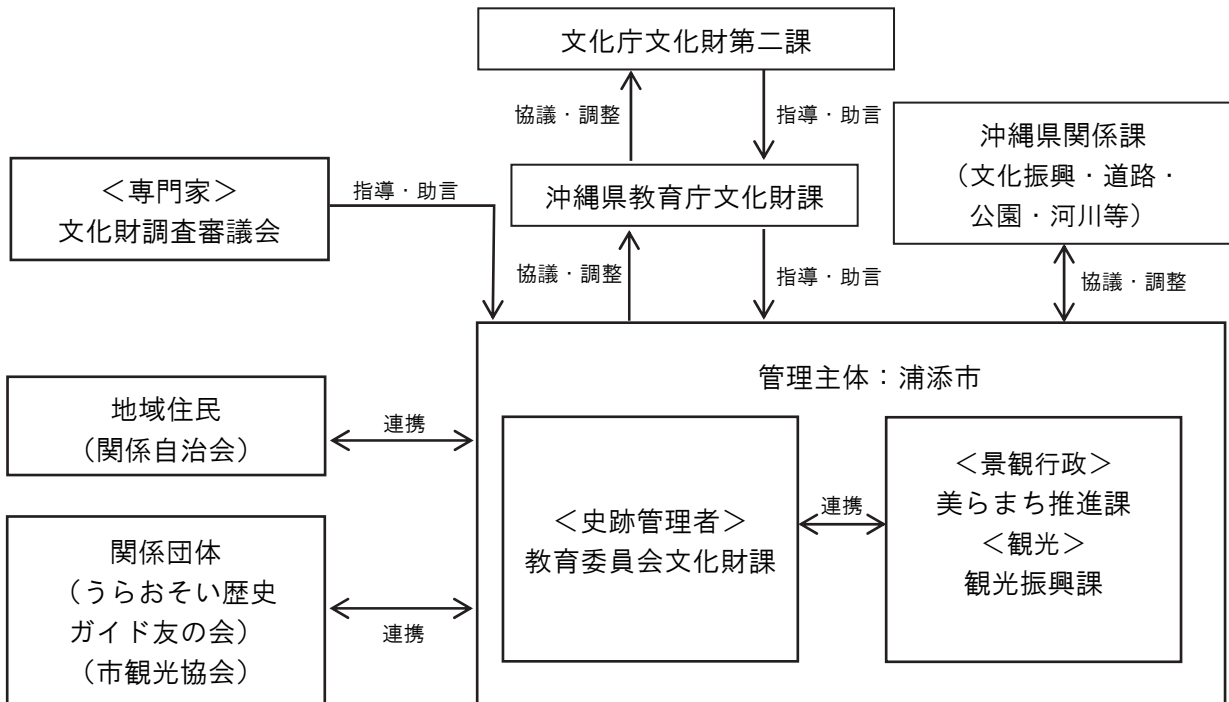 文化庁文化財第二課
協議・調整
指導・助言
沖縄県関係課
（文化振興・道路・
公園・河川等）
＜専門家＞
文化財調査審議会
指導・助言
沖縄県教育庁文化財課
協議・調整
指導・助言
協議・調整
管理主体：浦添市
地域住民
（関係自治会）
連携
＜史跡管理者＞
教育委員会文化財課
連携
＜景観行政＞
美らまち推進課
＜観光＞
観光振興課
関係団体
（うらおそい歴史
ガイド友の会）
（市観光協会）
連携